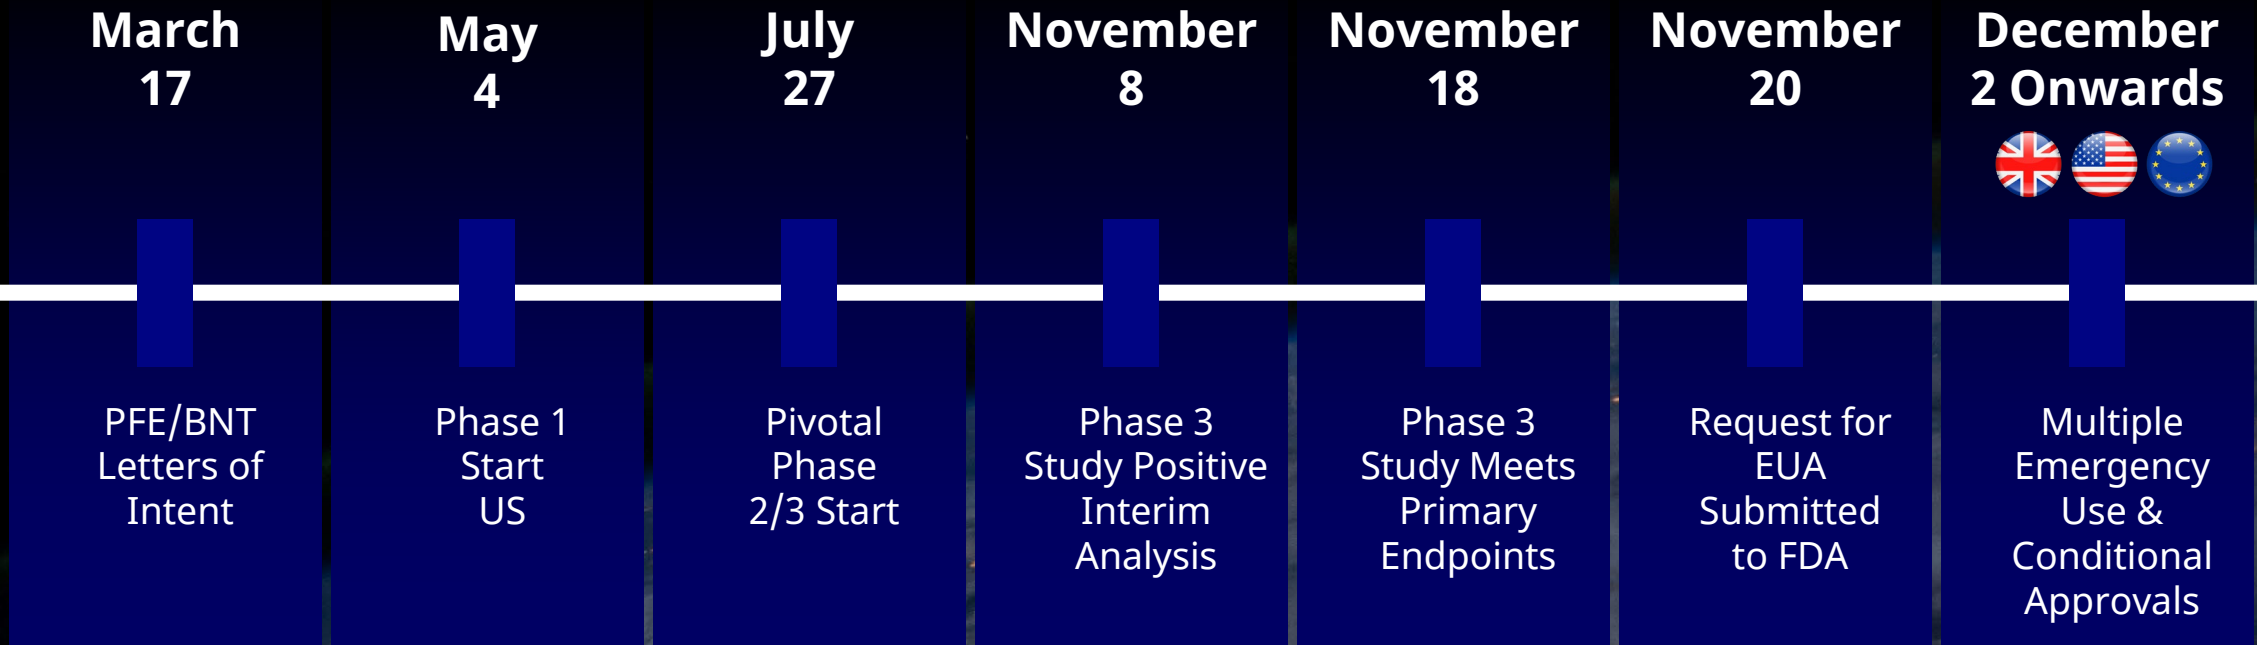 March
17
PFE/BNT
Letters of
Intent
May
4
Phase 1
Start
US
July
27
Pivotal
Phase
2/3 Start
November
8
Phase 3
Study Positive
Interim
Analysis
November
18
Phase 3
Study Meets
Primary
Endpoints
November
20
Request for
EUA
Submitted
to FDA
December
2 Onwards
Multiple
Emergency
Use &
Conditional
Approvals